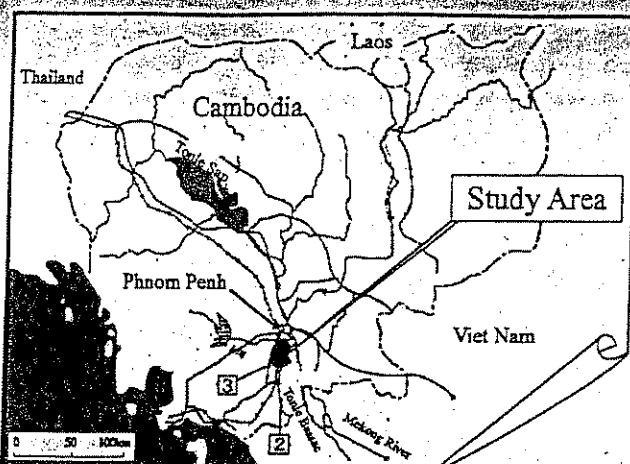 Laos
Thailand
Cambodia
Tonle Sap
Study Area
Phnom Penh
Viet Nam
3
Tonle Bassac
Mekong River
0 50 100km
2